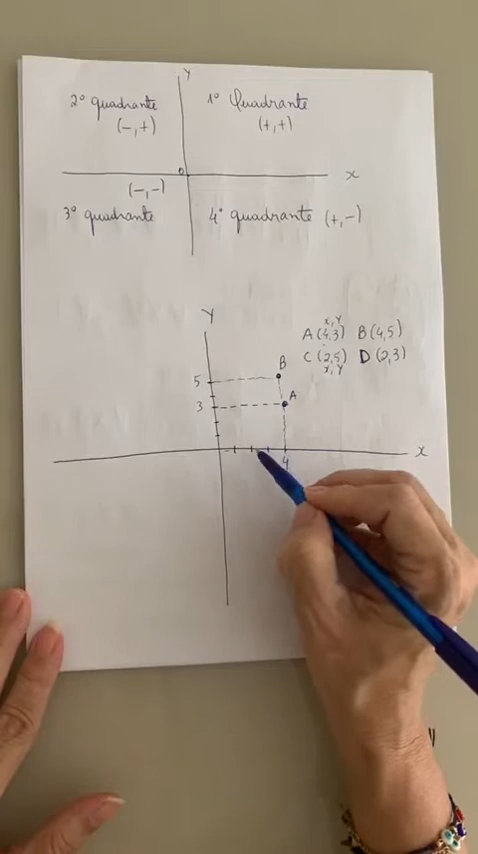 Y
2º quadrante 1º Quadrante
(-,+) (+,+)
0 x
(-,-)
3º quadrante 4º quadrante (+,-)
Y
x,y
A(4,3) B(4,5)
C(2,5) D(2,3)
x,y
B
5
A
3
x
4